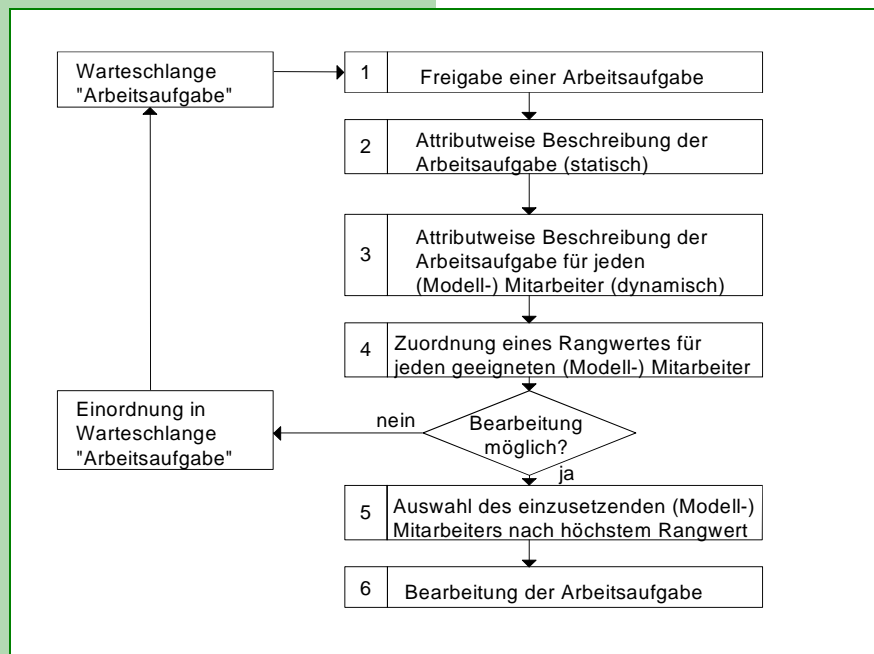 Warteschlange
"Arbeitsaufgabe"
1
Freigabe einer Arbeitsaufgabe
2
Attributweise Beschreibung der
Arbeitsaufgabe (statisch)
3
Attributweise Beschreibung der
Arbeitsaufgabe für jeden
(Modell-) Mitarbeiter (dynamisch)
4
Zuordnung eines Rangwertes für
jeden geeigneten (Modell-) Mitarbeiter
Einordnung in
Warteschlange
"Arbeitsaufgabe"
nein
Bearbeitung
möglich?
ja
5
Auswahl des einzusetzenden (Modell-)
Mitarbeiters nach höchstem Rangwert
6
Bearbeitung der Arbeitsaufgabe